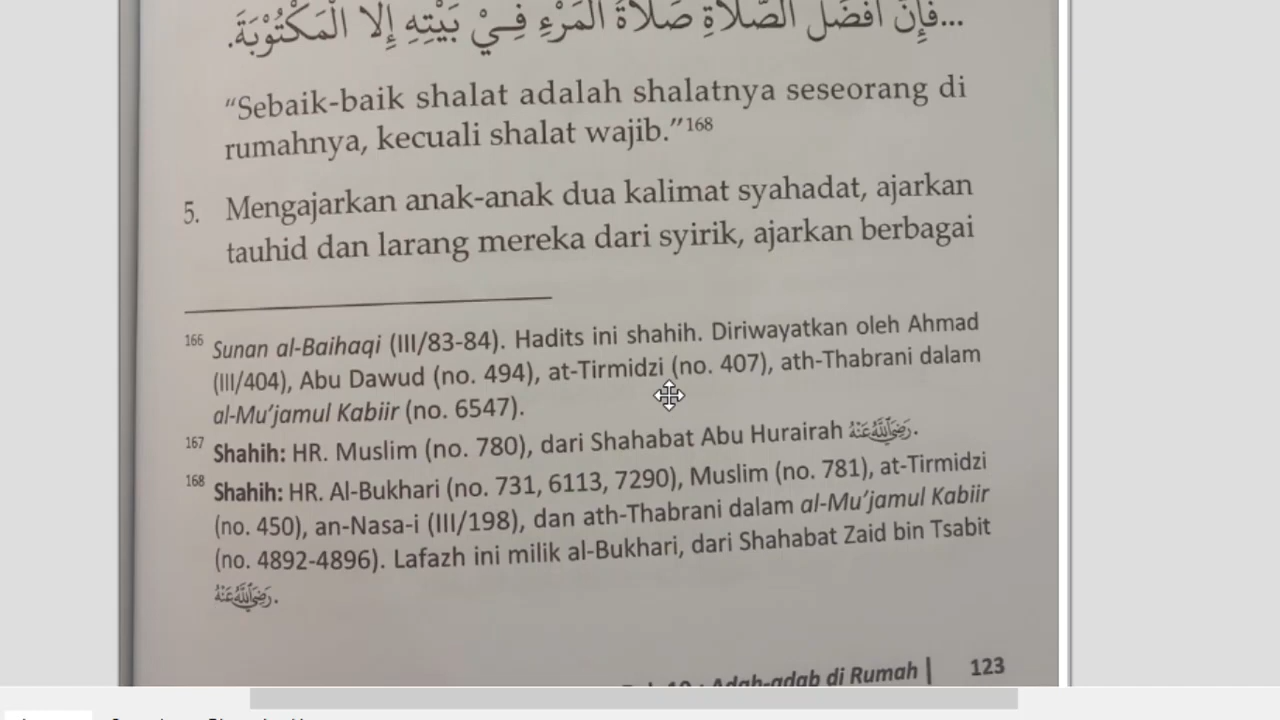 ...فَإِنَّ أَفْضَلَ الصَّلَاةِ صَلَاةُ الْمَرْءِ فِيْ بَيْتِهِ إِلَّا الْمَكْتُوْبَةَ.
“Sebaik-baik shalat adalah shalatnya seseorang di
rumahnya, kecuali shalat wajib.”168
5. Mengajarkan anak-anak dua kalimat syahadat, ajarkan
tauhid dan larang mereka dari syirik, ajarkan berbagai
166 Sunan al-Baihaqi (III/83-84). Hadits ini shahih. Diriwayatkan oleh Ahmad
(III/404), Abu Dawud (no. 494), at-Tirmidzi (no. 407), ath-Thabrani dalam
al-Mu’jamul Kabiir (no. 6547).
167 Shahih: HR. Muslim (no. 780), dari Shahabat Abu Hurairah رَضِيَ اللَّهُ عَنْهُ.
168 Shahih: HR. Al-Bukhari (no. 731, 6113, 7290), Muslim (no. 781), at-Tirmidzi
(no. 450), an-Nasa-i (III/198), dan ath-Thabrani dalam al-Mu’jamul Kabiir
(no. 4892-4896). Lafazh ini milik al-Bukhari, dari Shahabat Zaid bin Tsabit
رَضِيَ اللَّهُ عَنْهُ.
: Adab-adab di Rumah | 123